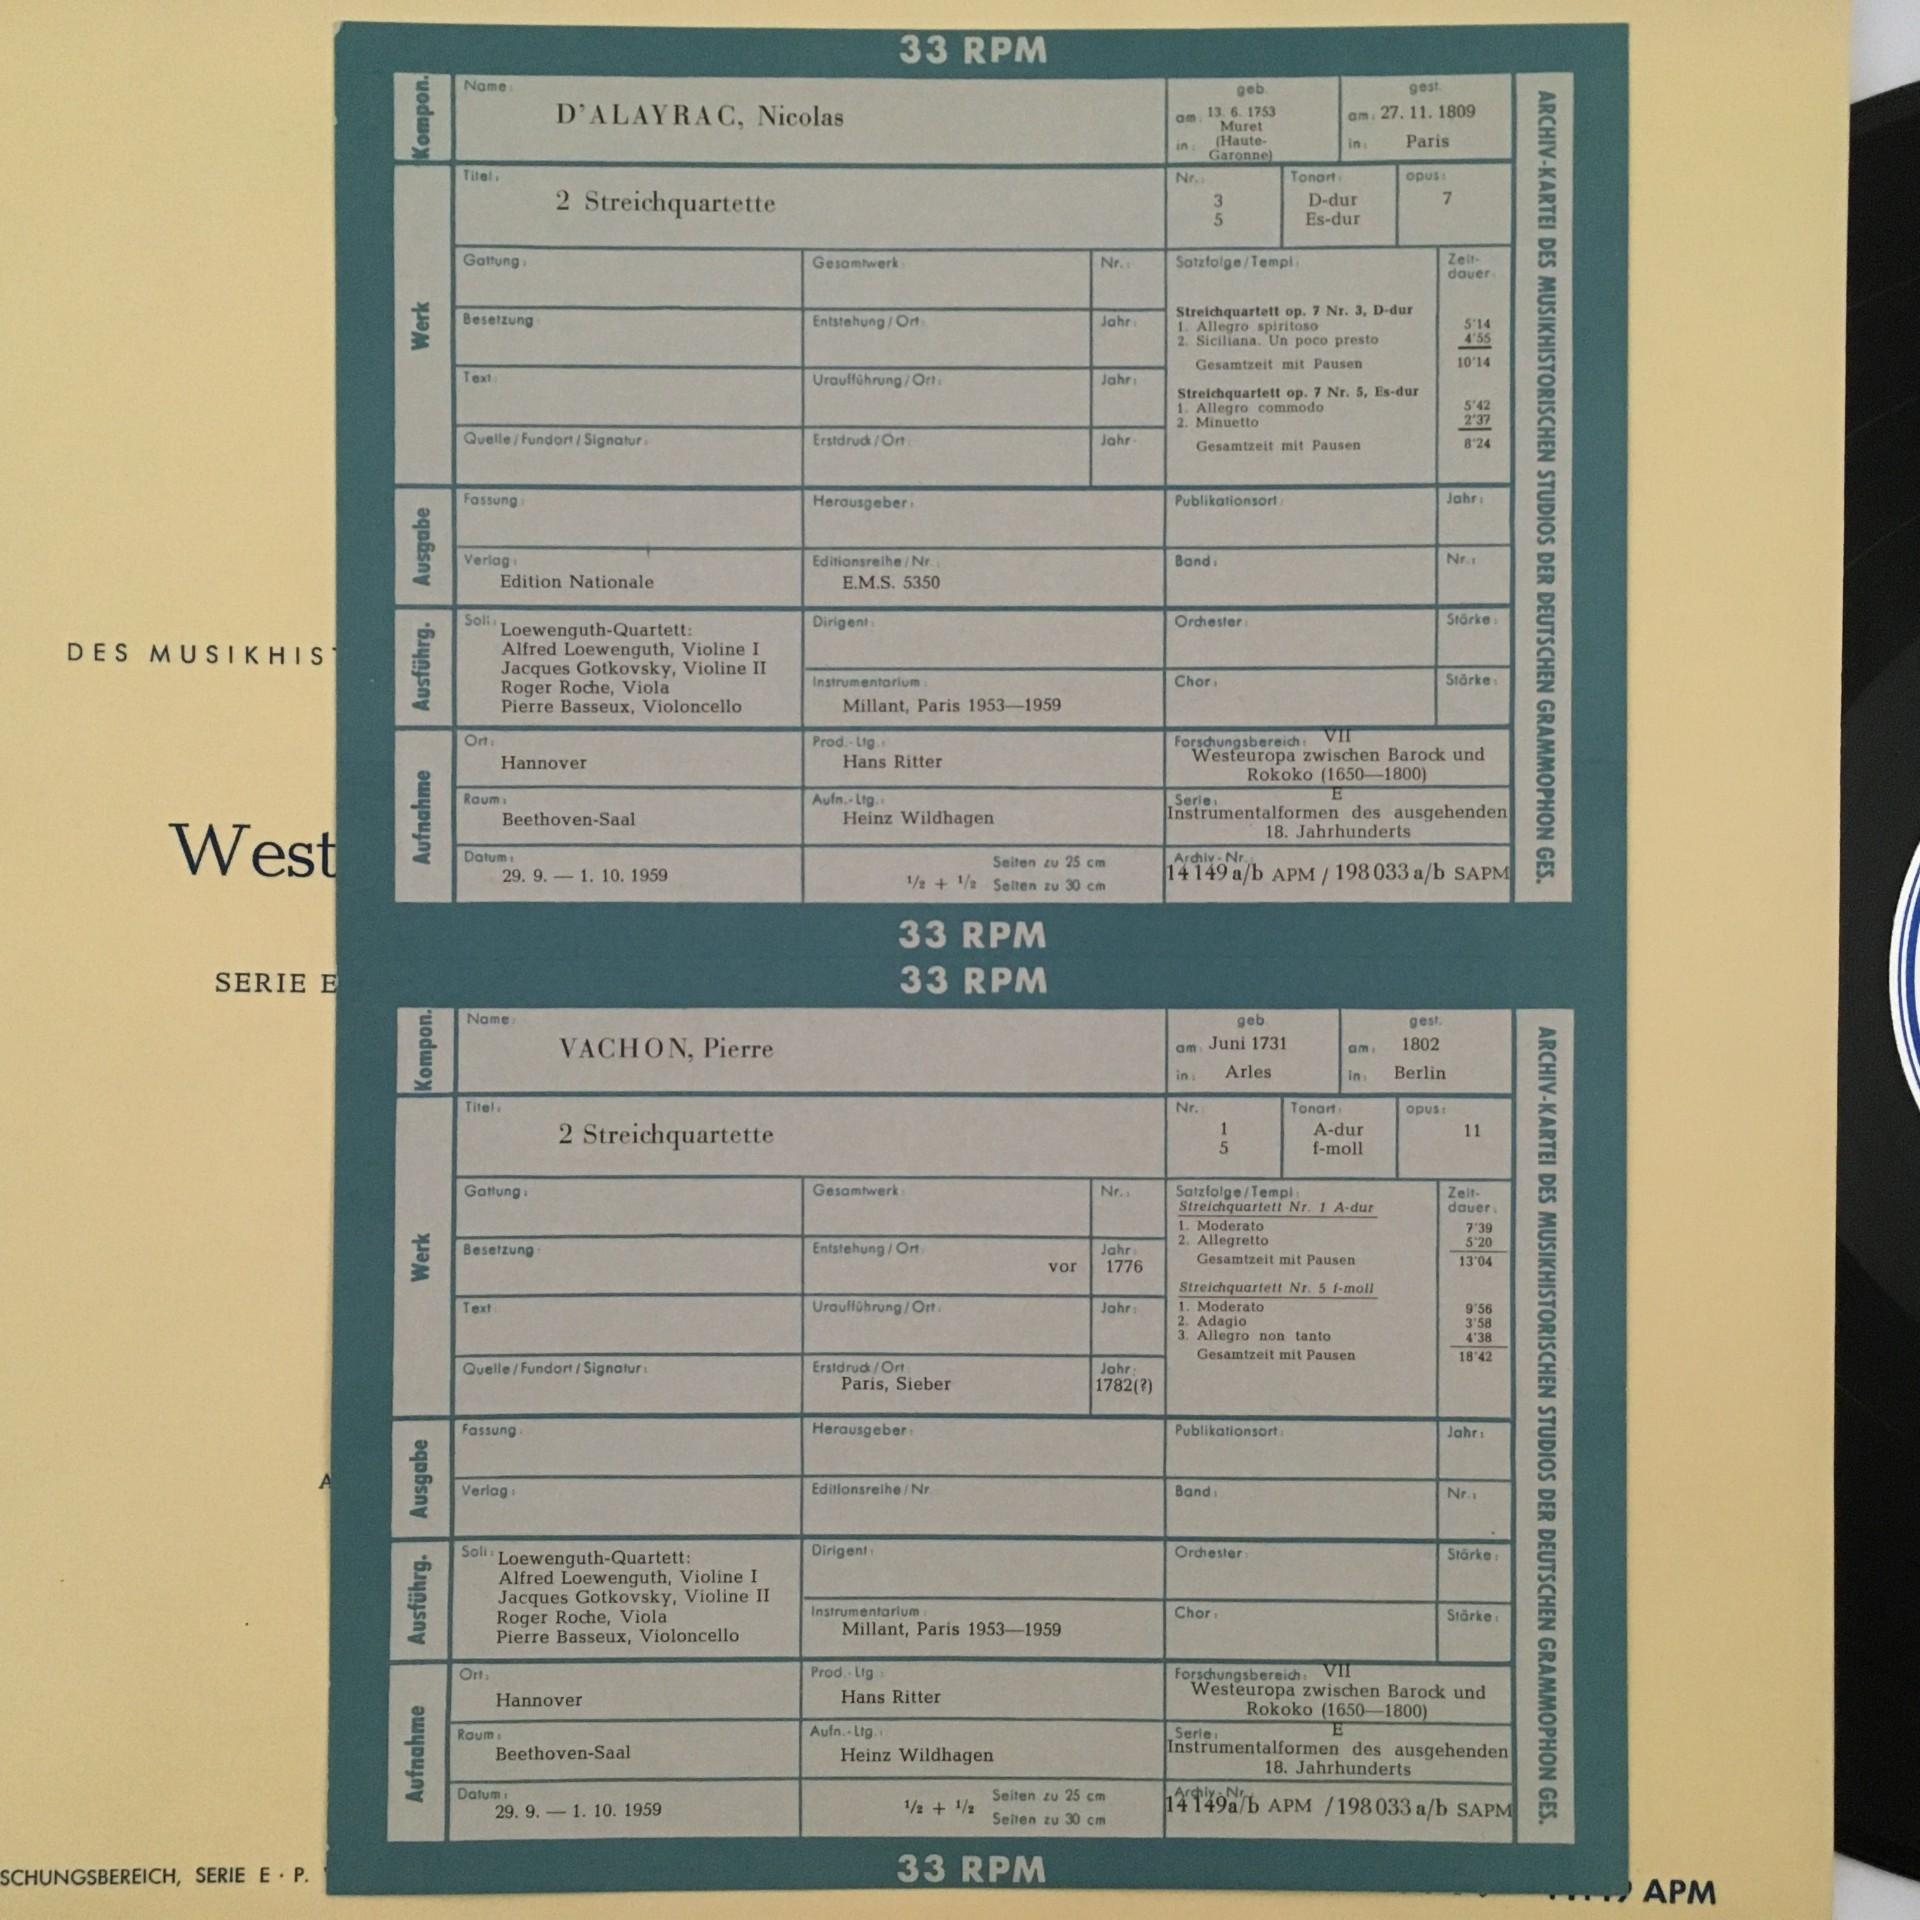 33 RPM
Kompon.
Name:
D'ALAYRAC, Nicolas
geb.
am: 13. 6. 1753
in: Muret
(Haute-
Garonne)
gest.
am: 27. 11. 1809
in: Paris
Werk
Titel:
2 Streichquartette
Nr.:
3
5
Tonart:
D-dur
Es-dur
opus:
7
Gattung:
Gesamtwerk:
Nr.:
Besetzung:
Entstehung/Ort:
Jahr:
Text:
Uraufführung/Ort:
Jahr:
Quelle/Fundort/Signatur:
Erstdruck/Ort:
Jahr:
Satzfolge/Tempi:
Zeit-
dauer:
Streichquartett op. 7 Nr. 3, D-dur
1. Allegro spiritoso 5'14
2. Siciliana. Un poco presto 4'55
Gesamtzeit mit Pausen 10'14
Streichquartett op. 7 Nr. 5, Es-dur
1. Allegro commodo 5'42
2. Minuetto 2'37
Gesamtzeit mit Pausen 8'24
Ausgabe
Fassung:
Herausgeber:
Publikationsort:
Jahr:
Verlag:
Edition Nationale
Editionsreihe/Nr.:
E.M.S. 5350
Band:
Nr.:
Ausführg.
Soli: Loewenguth-Quartett:
Alfred Loewenguth, Violine I
Jacques Gotkovsky, Violine II
Roger Roche, Viola
Pierre Basseux, Violoncello
Dirigent:
Orchester:
Stärke:
Instrumentarium:
Millant, Paris 1953—1959
Chor:
Stärke:
Aufnahme
Ort:
Hannover
Prod.-Ltg.:
Hans Ritter
Forschungsbereich: VII
Westeuropa zwischen Barock und
Rokoko (1650—1800)
Raum:
Beethoven-Saal
Aufn.-Ltg.:
Heinz Wildhagen
Serie: E
Instrumentalformen des ausgehenden
18. Jahrhunderts
Datum:
29. 9. — 1. 10. 1959
Seiten zu 25 cm
1/2 + 1/2 Seiten zu 30 cm
Archiv-Nr.:
14 149 a/b APM / 198 033 a/b SAPM
ARCHIV-KARTEI DES MUSIKHISTORISCHEN STUDIOS DER DEUTSCHEN GRAMMOPHON GES.
33 RPM
33 RPM
Kompon.
Name:
VACHON, Pierre
geb.
am: Juni 1731
in: Arles
gest.
am: 1802
in: Berlin
Werk
Titel:
2 Streichquartette
Nr.:
1
5
Tonart:
A-dur
f-moll
opus:
11
Gattung:
Gesamtwerk:
Nr.:
Besetzung:
Entstehung/Ort:
vor
Jahr:
1776
Text:
Uraufführung/Ort:
Jahr:
Quelle/Fundort/Signatur:
Erstdruck/Ort:
Paris, Sieber
Jahr:
1782(?)
Satzfolge/Tempi:
Zeit-
dauer:
Streichquartett Nr. 1 A-dur
1. Moderato 7'39
2. Allegretto 5'20
Gesamtzeit mit Pausen 13'04
Streichquartett Nr. 5 f-moll
1. Moderato 9'56
2. Adagio 3'58
3. Allegro non tanto 4'38
Gesamtzeit mit Pausen 18'42
Ausgabe
Fassung:
Herausgeber:
Publikationsort:
Jahr:
Verlag:
Editionsreihe/Nr.
Band:
Nr.:
Ausführg.
Soli: Loewenguth-Quartett:
Alfred Loewenguth, Violine I
Jacques Gotkovsky, Violine II
Roger Roche, Viola
Pierre Basseux, Violoncello
Dirigent:
Orchester:
Stärke:
Instrumentarium:
Millant, Paris 1953—1959
Chor:
Stärke:
Aufnahme
Ort:
Hannover
Prod.-Ltg.:
Hans Ritter
Forschungsbereich: VII
Westeuropa zwischen Barock und
Rokoko (1650—1800)
Raum:
Beethoven-Saal
Aufn.-Ltg.:
Heinz Wildhagen
Serie: E
Instrumentalformen des ausgehenden
18. Jahrhunderts
Datum:
29. 9. — 1. 10. 1959
1/2 + 1/2 Seiten zu 25 cm
Seiten zu 30 cm
Archiv-Nr.:
14 149a/b APM / 198 033 a/b SAPM
ARCHIV-KARTEI DES MUSIKHISTORISCHEN STUDIOS DER DEUTSCHEN GRAMMOPHON GES.
33 RPM
DES MUSIKHIS
West
SERIE E
A
SCHUNGSBEREICH, SERIE E · P.
APM